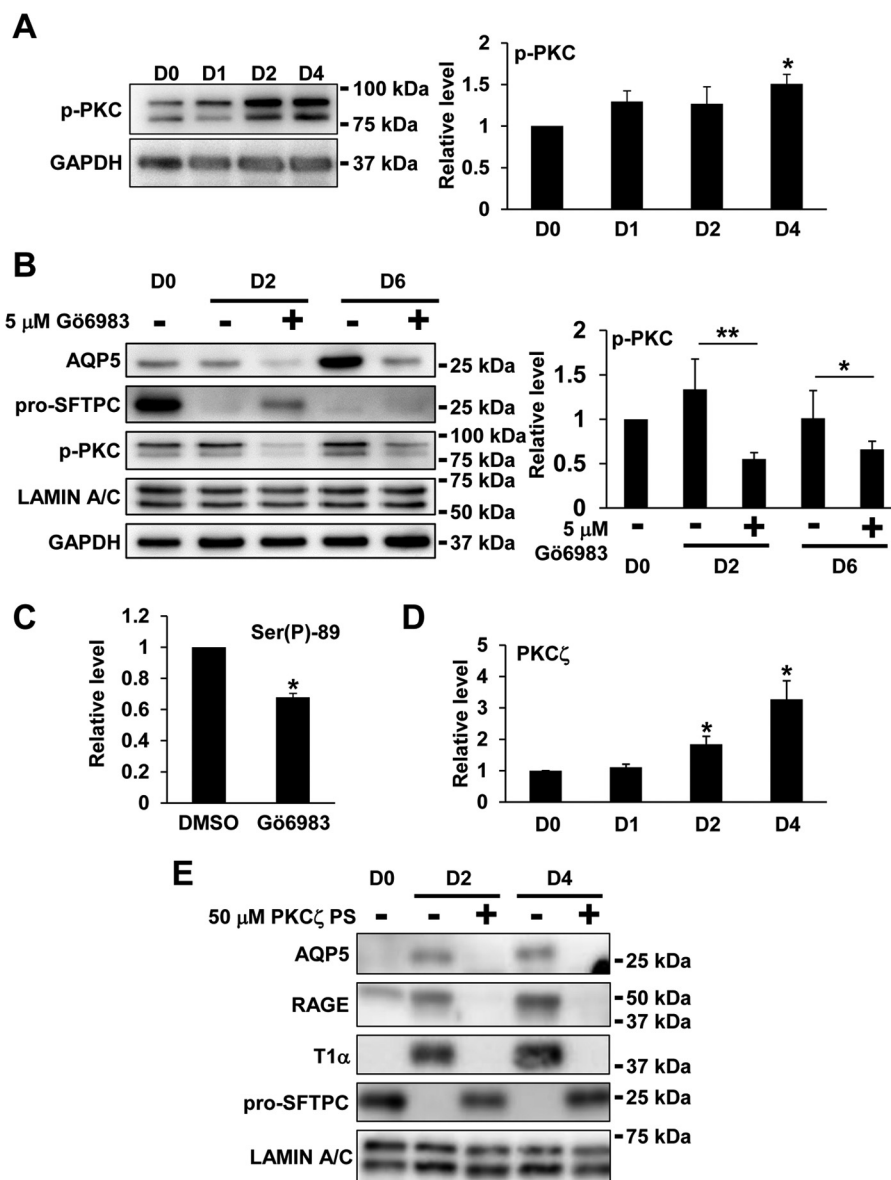 A
D0 D1 D2 D4
p-PKC
100 kDa
75 kDa
GAPDH
37 kDa
p-PKC
Relative level
2
1.5
1
0.5
0
*
D0 D1 D2 D4
B
D0 D2 D6
5 μM Gö6983 - - + - +
AQP5
25 kDa
pro-SFTPC
25 kDa
p-PKC
100 kDa
75 kDa
LAMIN A/C
75 kDa
50 kDa
GAPDH
37 kDa
p-PKC
Relative level
2
1.5
1
0.5
0
**
*
5 μM
Gö6983
- - + - +
D0 D2 D6
C
Ser(P)-89
Relative level
1.2
1
0.8
0.6
0.4
0.2
0
*
DMSO Gö6983
D
PKCζ
Relative level
5
4
3
2
1
0
*
*
D0 D1 D2 D4
E
D0 D2 D4
50 μM PKCζ PS - - + - +
AQP5
25 kDa
RAGE
50 kDa
37 kDa
T1α
37 kDa
pro-SFTPC
25 kDa
75 kDa
LAMIN A/C